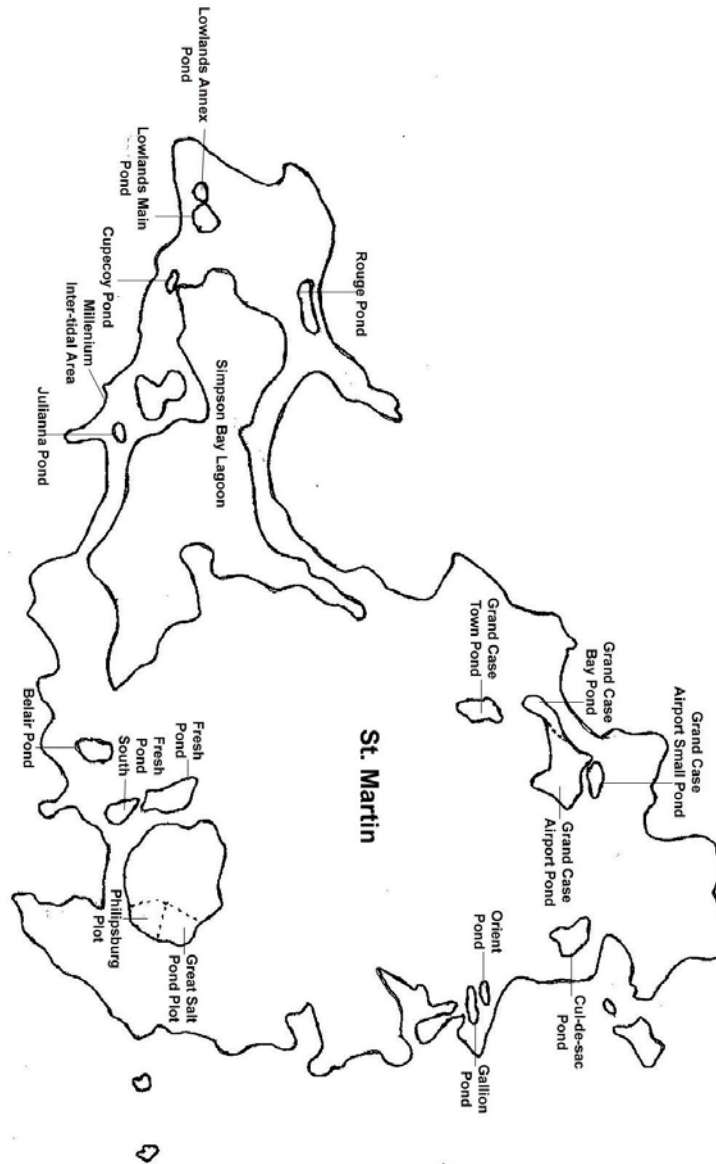 Grand Case
Airport Small Pond
Grand Case
Bay Pond
Cul-de-sac
Pond
Grand Case
Airport Pond
Grand Case
Town Pond
Orient
Pond
Gallion
Pond
St. Martin
Rouge Pond
Simpson Bay Lagoon
Lowlands Annex
Pond
Lowlands Main
Pond
Cupecoy Pond
Millenium
Inter-tidal Area
Julianna Pond
Fresh
Pond
Fresh
Pond
South
Belair Pond
Great Salt
Pond Plot
Philipsburg
Plot